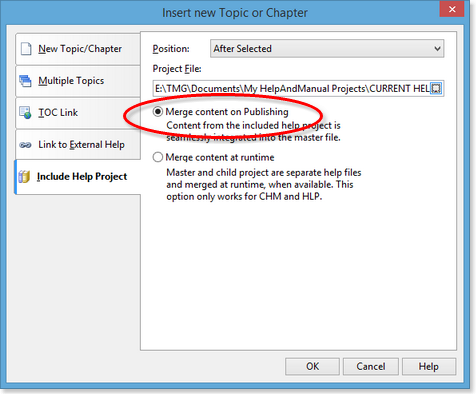 Insert new Topic or Chapter
New Topic/Chapter
Multiple Topics
TOC Link
Link to External Help
Include Help Project
Position: After Selected
Project File:
E:\TMG\Documents\My HelpAndManual Projects\CURRENT HEL
Merge content on Publishing
Content from the included help project is
seamlessly integrated into the master file.
Merge content at runtime
Master and child project are separate help files
and merged at runtime, when available. This
option only works for CHM and HLP.
OK Cancel Help